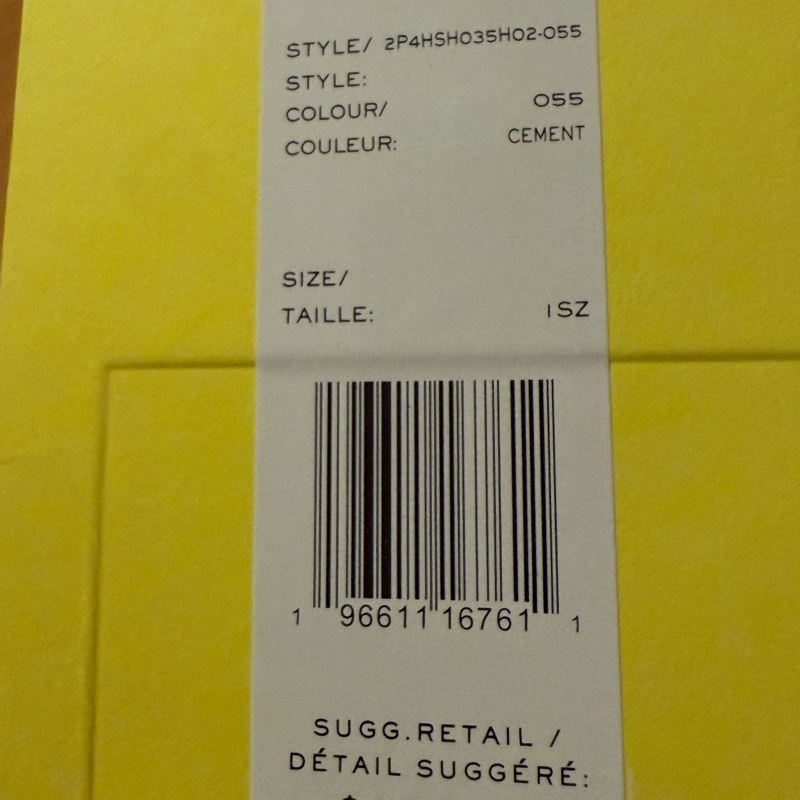 STYLE/ 2P4HSH035H02-055
STYLE:
COLOUR/ 055
COULEUR: CEMENT
SIZE/
TAILLE: 1SZ
1 96611 16761 1
SUGG.RETAIL /
DÉTAIL SUGGÉRÉ: